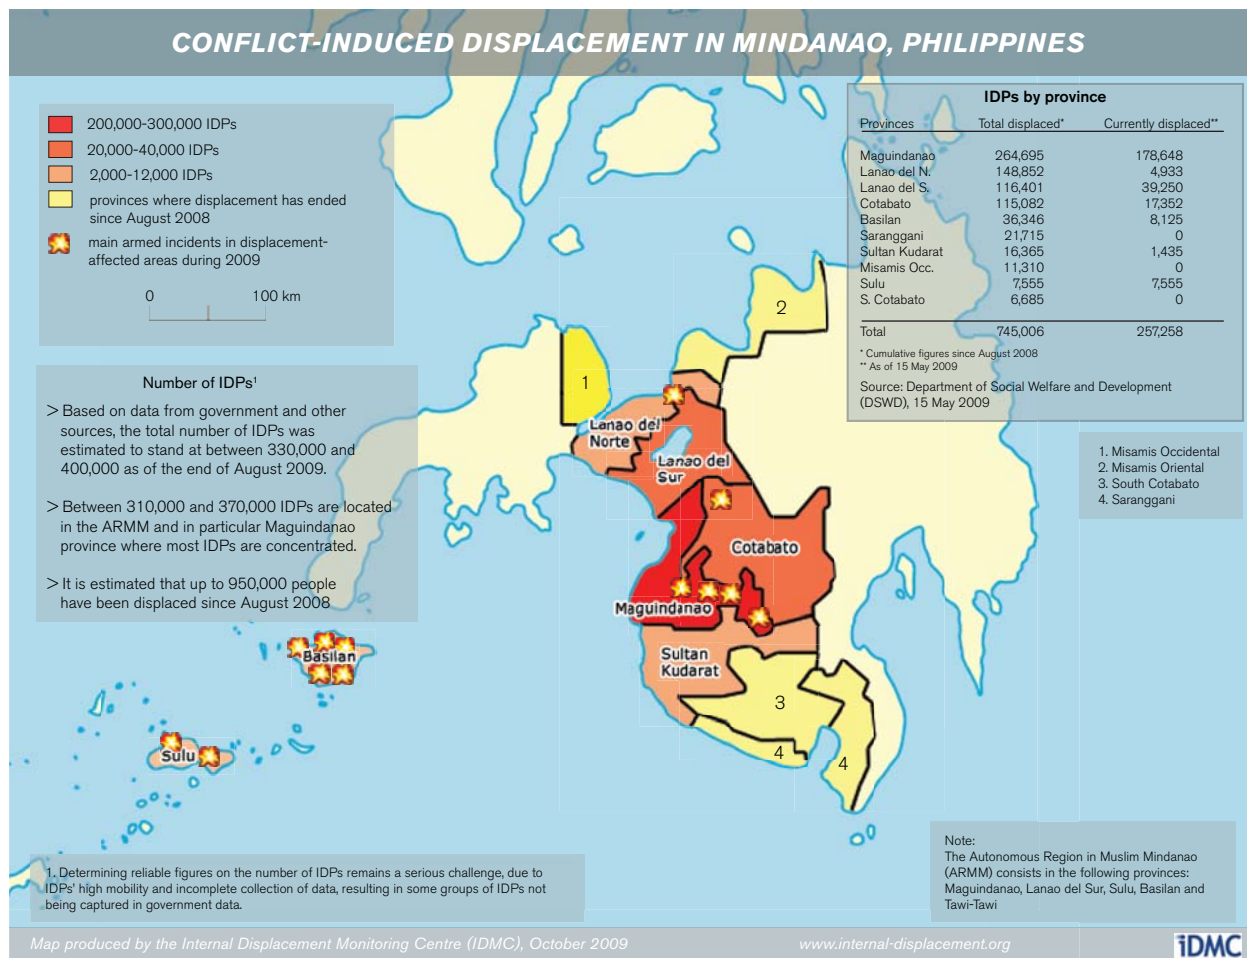 CONFLICT-INDUCED DISPLACEMENT IN MINDANAO, PHILIPPINES
200,000-300,000 IDPs
20,000-40,000 IDPs
2,000-12,000 IDPs
provinces where displacement has ended
since August 2008
main armed incidents in displacement-
affected areas during 2009
0 100 km
Number of IDPs¹
> Based on data from government and other
sources, the total number of IDPs was
estimated to stand at between 330,000 and
400,000 as of the end of August 2009.
> Between 310,000 and 370,000 IDPs are located
in the ARMM and in particular Maguindanao
province where most IDPs are concentrated.
> It is estimated that up to 950,000 people
have been displaced since August 2008
IDPs by province
Provinces Total displaced* Currently displaced**
Maguindanao 264,695 178,648
Lanao del N. 148,852 4,933
Lanao del S. 116,401 39,250
Cotabato 115,082 17,352
Basilan 36,346 8,125
Saranggani 21,715 0
Sultan Kudarat 16,365 1,435
Misamis Occ. 11,310 0
Sulu 7,555 7,555
S. Cotabato 6,685 0
Total 745,006 257,258
* Cumulative figures since August 2008
** As of 15 May 2009
Source: Department of Social Welfare and Development
(DSWD), 15 May 2009
1. Misamis Occidental
2. Misamis Oriental
3. South Cotabato
4. Saranggani
2
1
Lanao del
Norte
Lanao del
Sur
Cotabato
Maguindanao
Sultan
Kudarat
Basilan
Sulu
3
4
4
1. Determining reliable figures on the number of IDPs remains a serious challenge, due to
IDPs' high mobility and incomplete collection of data, resulting in some groups of IDPs not
being captured in government data.
Note:
The Autonomous Region in Muslim Mindanao
(ARMM) consists in the following provinces:
Maguindanao, Lanao del Sur, Sulu, Basilan and
Tawi-Tawi
Map produced by the Internal Displacement Monitoring Centre (IDMC), October 2009
www.internal-displacement.org
iDMC